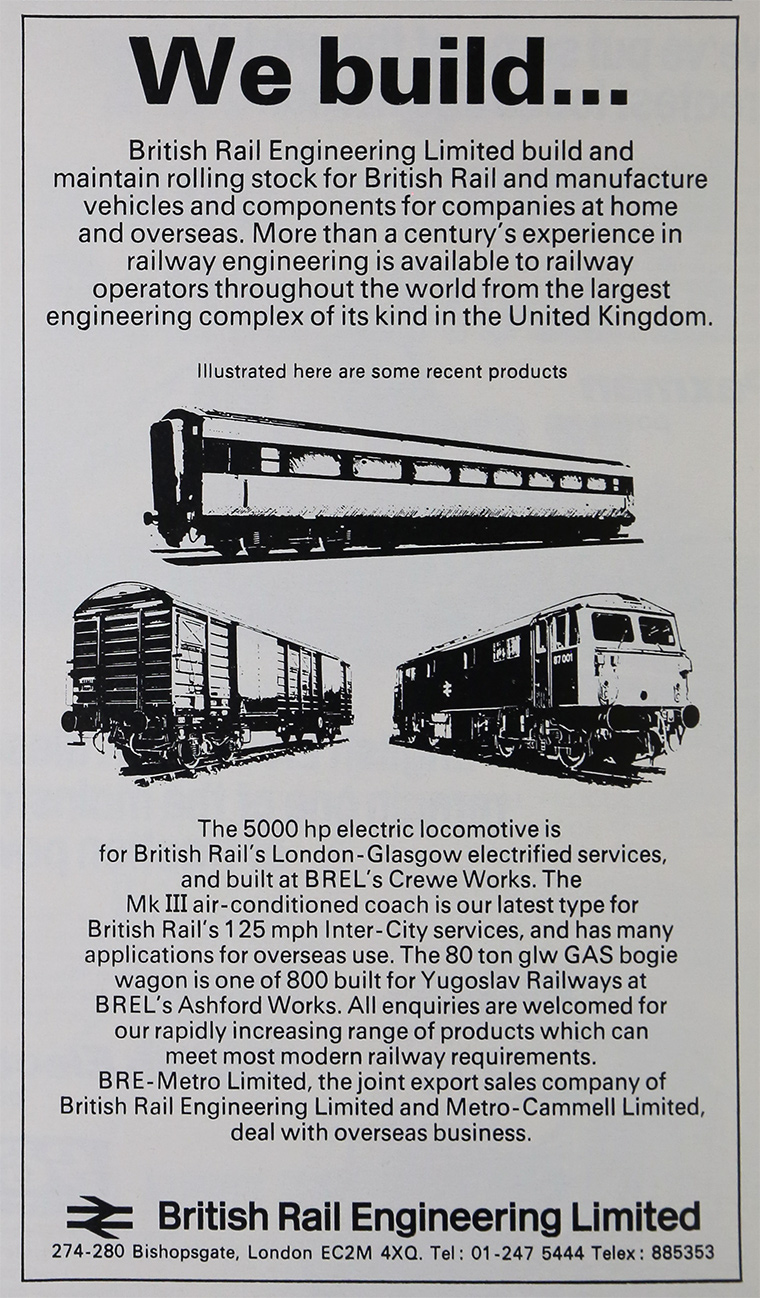 We build...
British Rail Engineering Limited build and
maintain rolling stock for British Rail and manufacture
vehicles and components for companies at home
and overseas. More than a century's experience in
railway engineering is available to railway
operators throughout the world from the largest
engineering complex of its kind in the United Kingdom.
Illustrated here are some recent products
87 001
The 5000 hp electric locomotive is
for British Rail's London-Glasgow electrified services,
and built at BREL's Crewe Works. The
Mk III air-conditioned coach is our latest type for
British Rail's 125 mph Inter-City services, and has many
applications for overseas use. The 80 ton glw GAS bogie
wagon is one of 800 built for Yugoslav Railways at
BREL's Ashford Works. All enquiries are welcomed for
our rapidly increasing range of products which can
meet most modern railway requirements.
BRE-Metro Limited, the joint export sales company of
British Rail Engineering Limited and Metro-Cammell Limited,
deal with overseas business.
British Rail Engineering Limited
274-280 Bishopsgate, London EC2M 4XQ. Tel: 01-247 5444 Telex: 885353